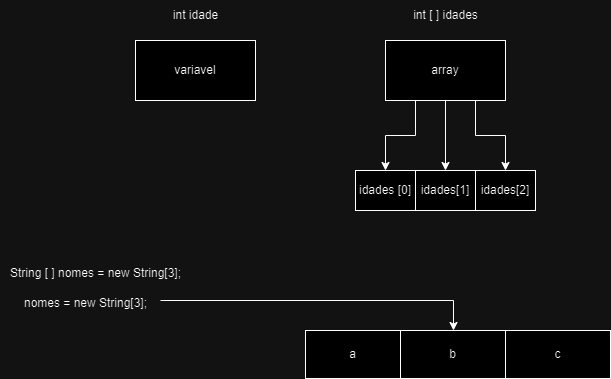 int idade
int [ ] idades
variavel
array
idades [0]
idades[1]
idades[2]
String [ ] nomes = new String[3];
nomes = new String[3];
a
b
c